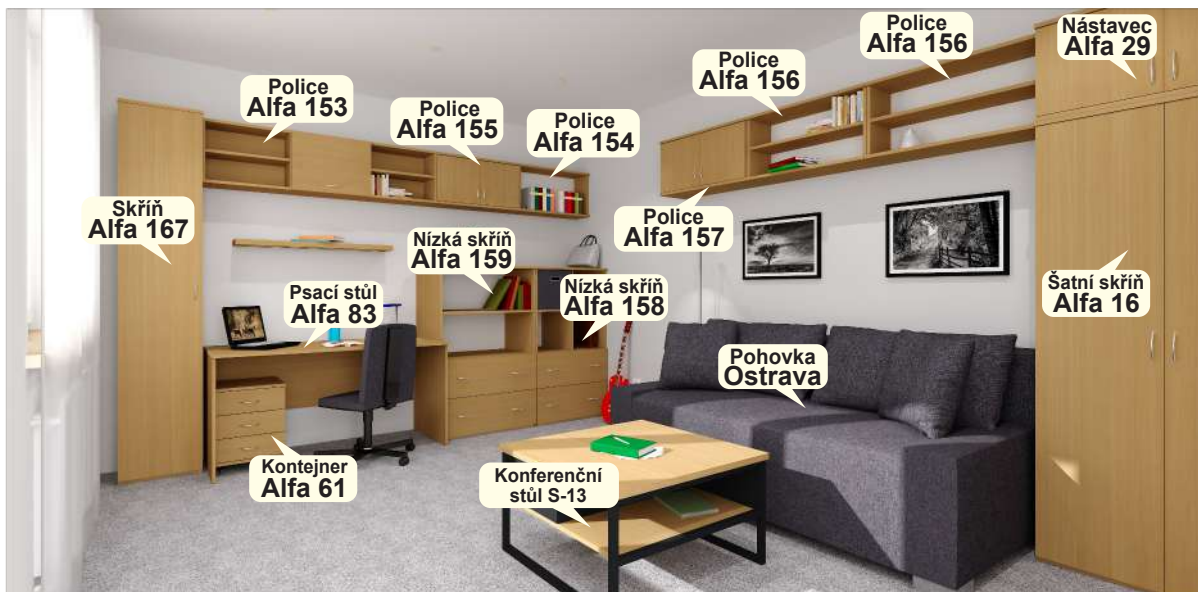 Police
Alfa 153
Police
Alfa 155
Police
Alfa 154
Police
Alfa 156
Police
Alfa 156
Nástavec
Alfa 29
Skříň
Alfa 167
Police
Alfa 157
Nízká skříň
Alfa 159
Nízká skříň
Alfa 158
Psací stůl
Alfa 83
Šatní skříň
Alfa 16
Pohovka
Ostrava
Kontejner
Alfa 61
Konferenční
stůl S-13